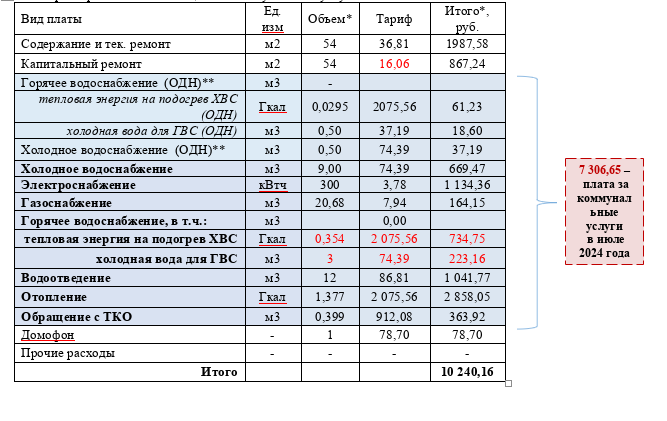 Вид платы Ед. изм Объем* Тариф Итого*, руб.
Содержание и тек. ремонт м2 54 36,81 1987,58
Капитальный ремонт м2 54 16,06 867,24
Горячее водоснабжение (ОДН)** м3 -
тепловая энергия на подогрев ХВС (ОДН) Гкал 0,0295 2075,56 61,23
холодная вода для ГВС (ОДН) м3 0,50 37,19 18,60
Холодное водоснабжение (ОДН)** м3 0,50 74,39 37,19
Холодное водоснабжение м3 9,00 74,39 669,47
Электроснабжение кВтч 300 3,78 1 134,36
Газоснабжение м3 20,68 7,94 164,15
Горячее водоснабжение, в т.ч.: м3 0,00
тепловая энергия на подогрев ХВС Гкал 0,354 2 075,56 734,75
холодная вода для ГВС м3 3 74,39 223,16
Водоотведение м3 12 86,81 1 041,77
Отопление Гкал 1,377 2 075,56 2 858,05
Обращение с ТКО м3 0,399 912,08 363,92
Домофон - 1 78,70 78,70
Прочие расходы - - - -
Итого 10 240,16
7 306,65 –
плата за
коммунал
ьные
услуги
в июле
2024 года